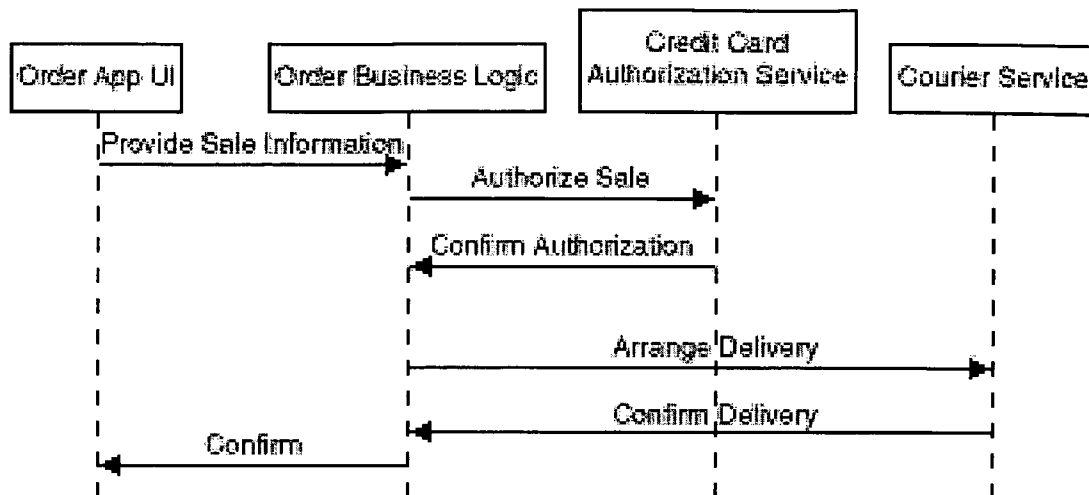 Order App UI
Order Business Logic
Credit Card
Authorization Service
Courier Service
Provide Sale Information
Authorize Sale
Confirm Authorization
Arrange Delivery
Confirm Delivery
Confirm